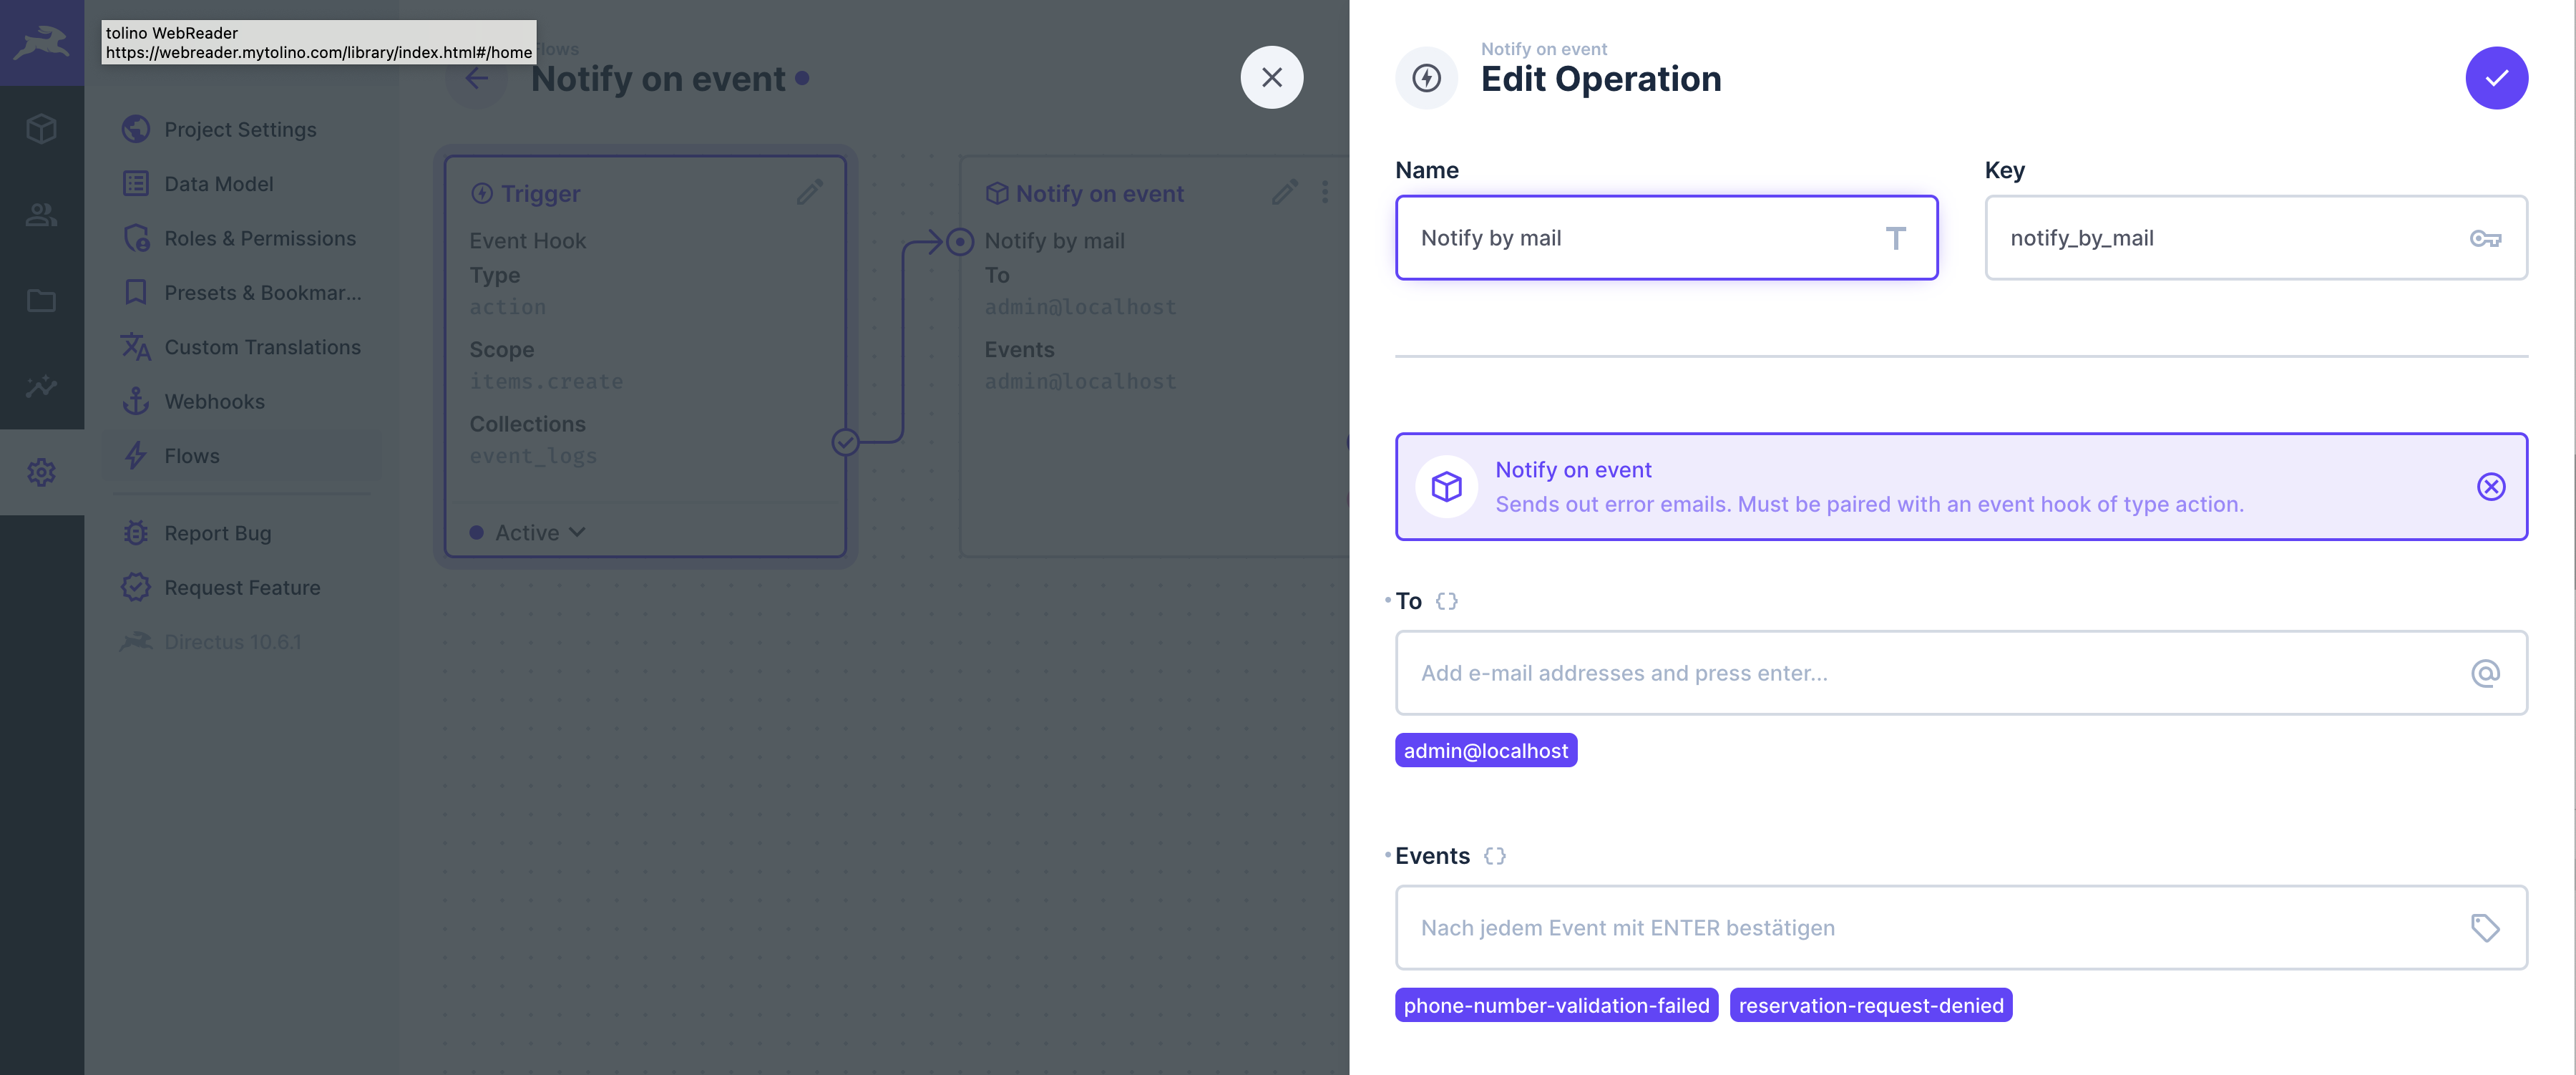 tolino WebReader
https://webreader.mytolino.com/library/index.html#/home
Flows
Notify on event
Project Settings
Data Model
Roles & Permissions
Presets & Bookmar...
Custom Translations
Webhooks
Flows
Report Bug
Request Feature
Directus 10.6.1
Trigger
Event Hook
Type
action
Scope
items.create
Collections
event_logs
Active
Notify on event
Notify by mail
To
admin@localhost
Events
admin@localhost
Notify on event
Edit Operation
Name
Notify by mail
Key
notify_by_mail
Notify on event
Sends out error emails. Must be paired with an event hook of type action.
To
Add e-mail addresses and press enter...
admin@localhost
Events
Nach jedem Event mit ENTER bestätigen
phone-number-validation-failed reservation-request-denied